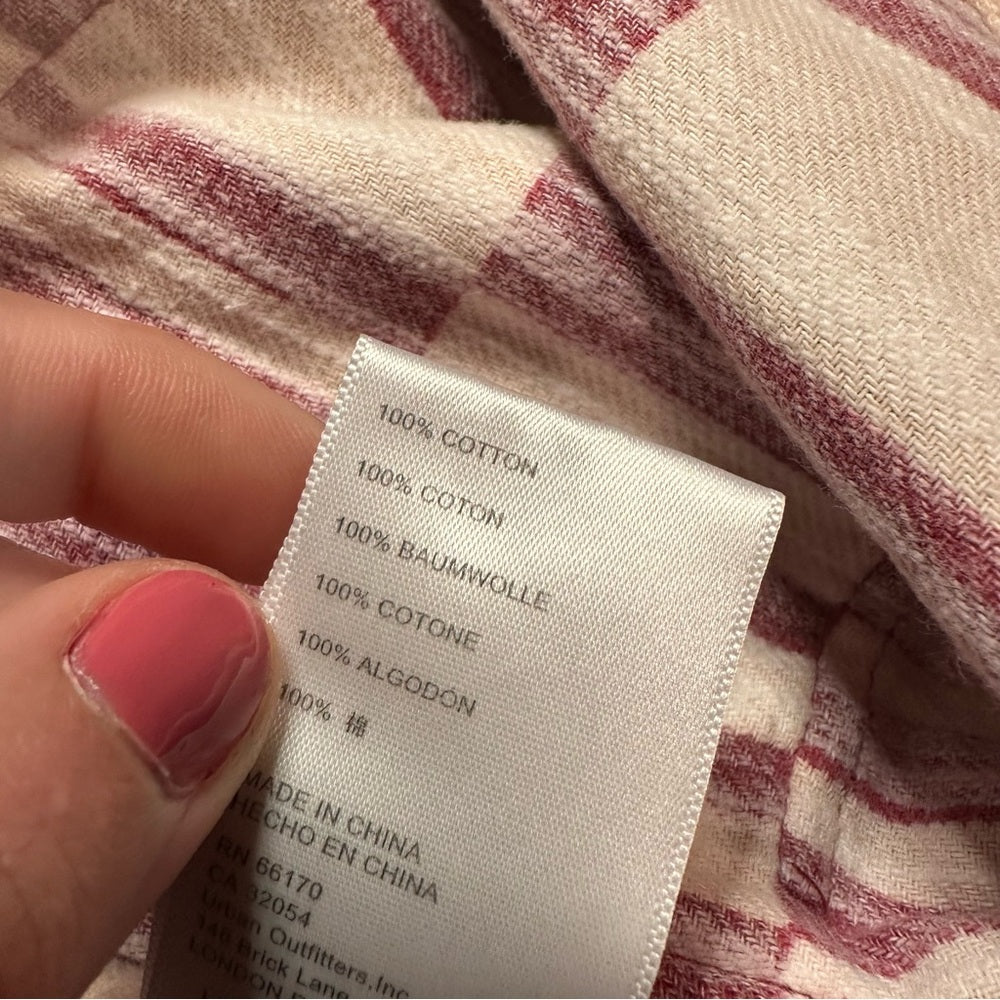 100% COTTON
100% COTON
100% BAUMWOLLE
100% COTONE
100% ALGODON
100% 棉
MADE IN CHINA
HECHO EN CHINA
RN 66170
CA 32054
Urban Outfitters,Inc
Brick Lane
LONDON